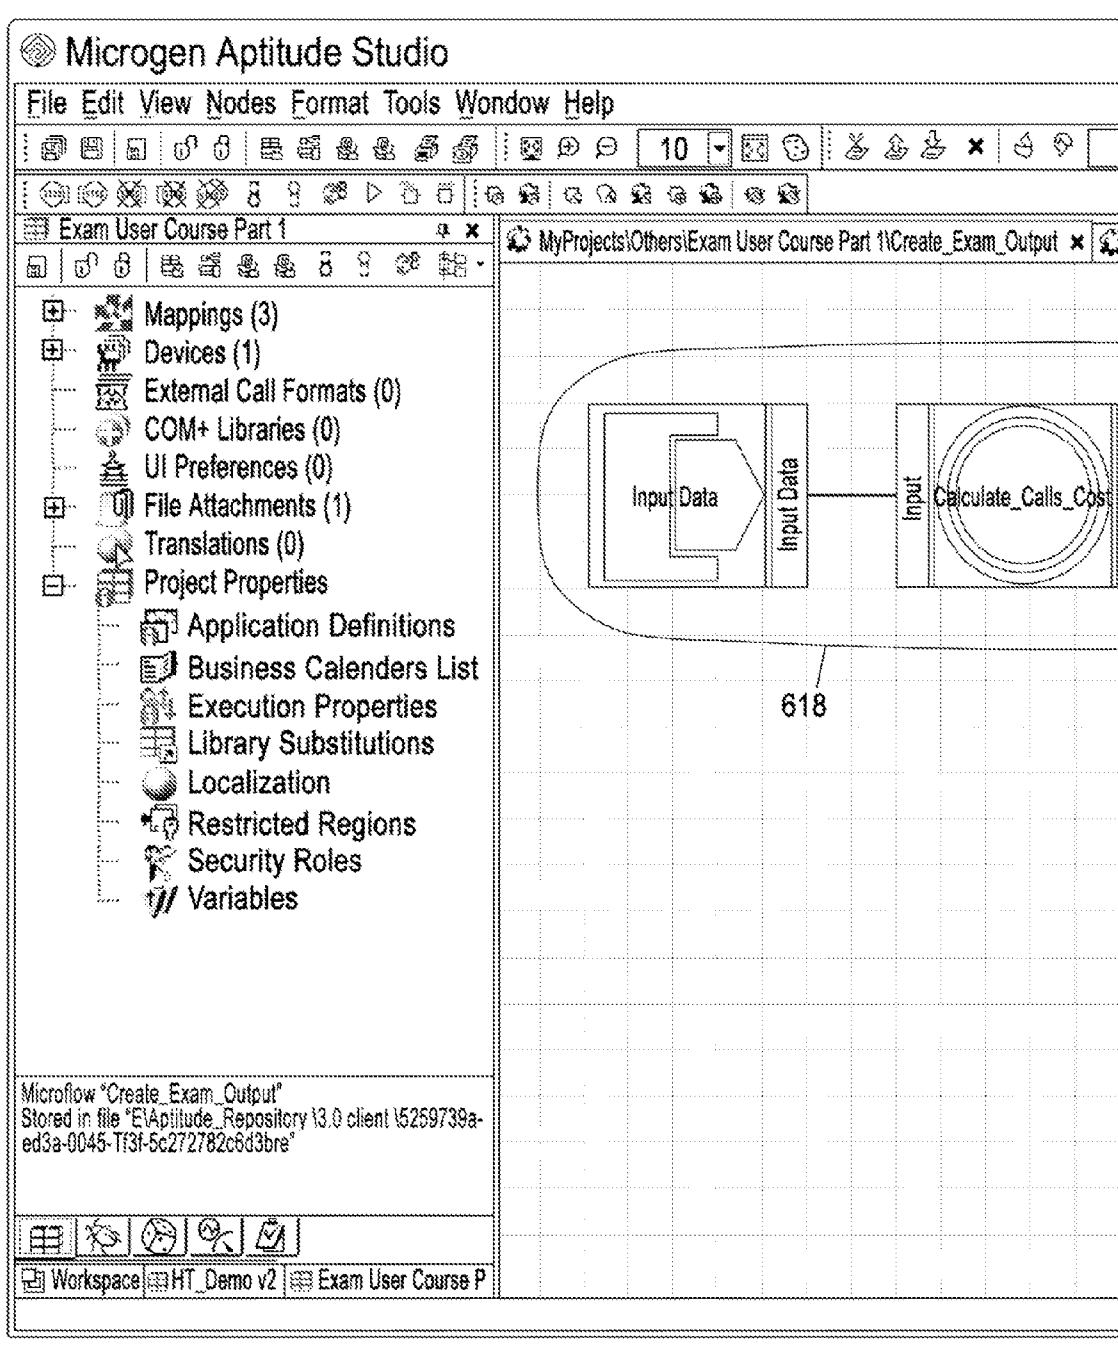 Microgen Aptitude Studio
File Edit View Nodes Format Tools Wondow Help
10
Exam User Course Part 1
MyProjects\Others\Exam User Course Part 1\Create_Exam_Output
Mappings (3)
Devices (1)
External Call Formats (0)
COM+ Libraries (0)
UI Preferences (0)
File Attachments (1)
Translations (0)
Project Properties
Application Definitions
Business Calenders List
Execution Properties
Library Substitutions
Localization
Restricted Regions
Security Roles
Variables
Input Data
Input Data
Input
Calculate_Calls_Cost
618
Microflow "Create_Exam_Output"
Stored in file "E\Aptitude_Repository \3.0 client \5259739a-
ed3a-0045-Tf3f-5c272782c6d3bre"
Workspace HT_Demo v2 Exam User Course P